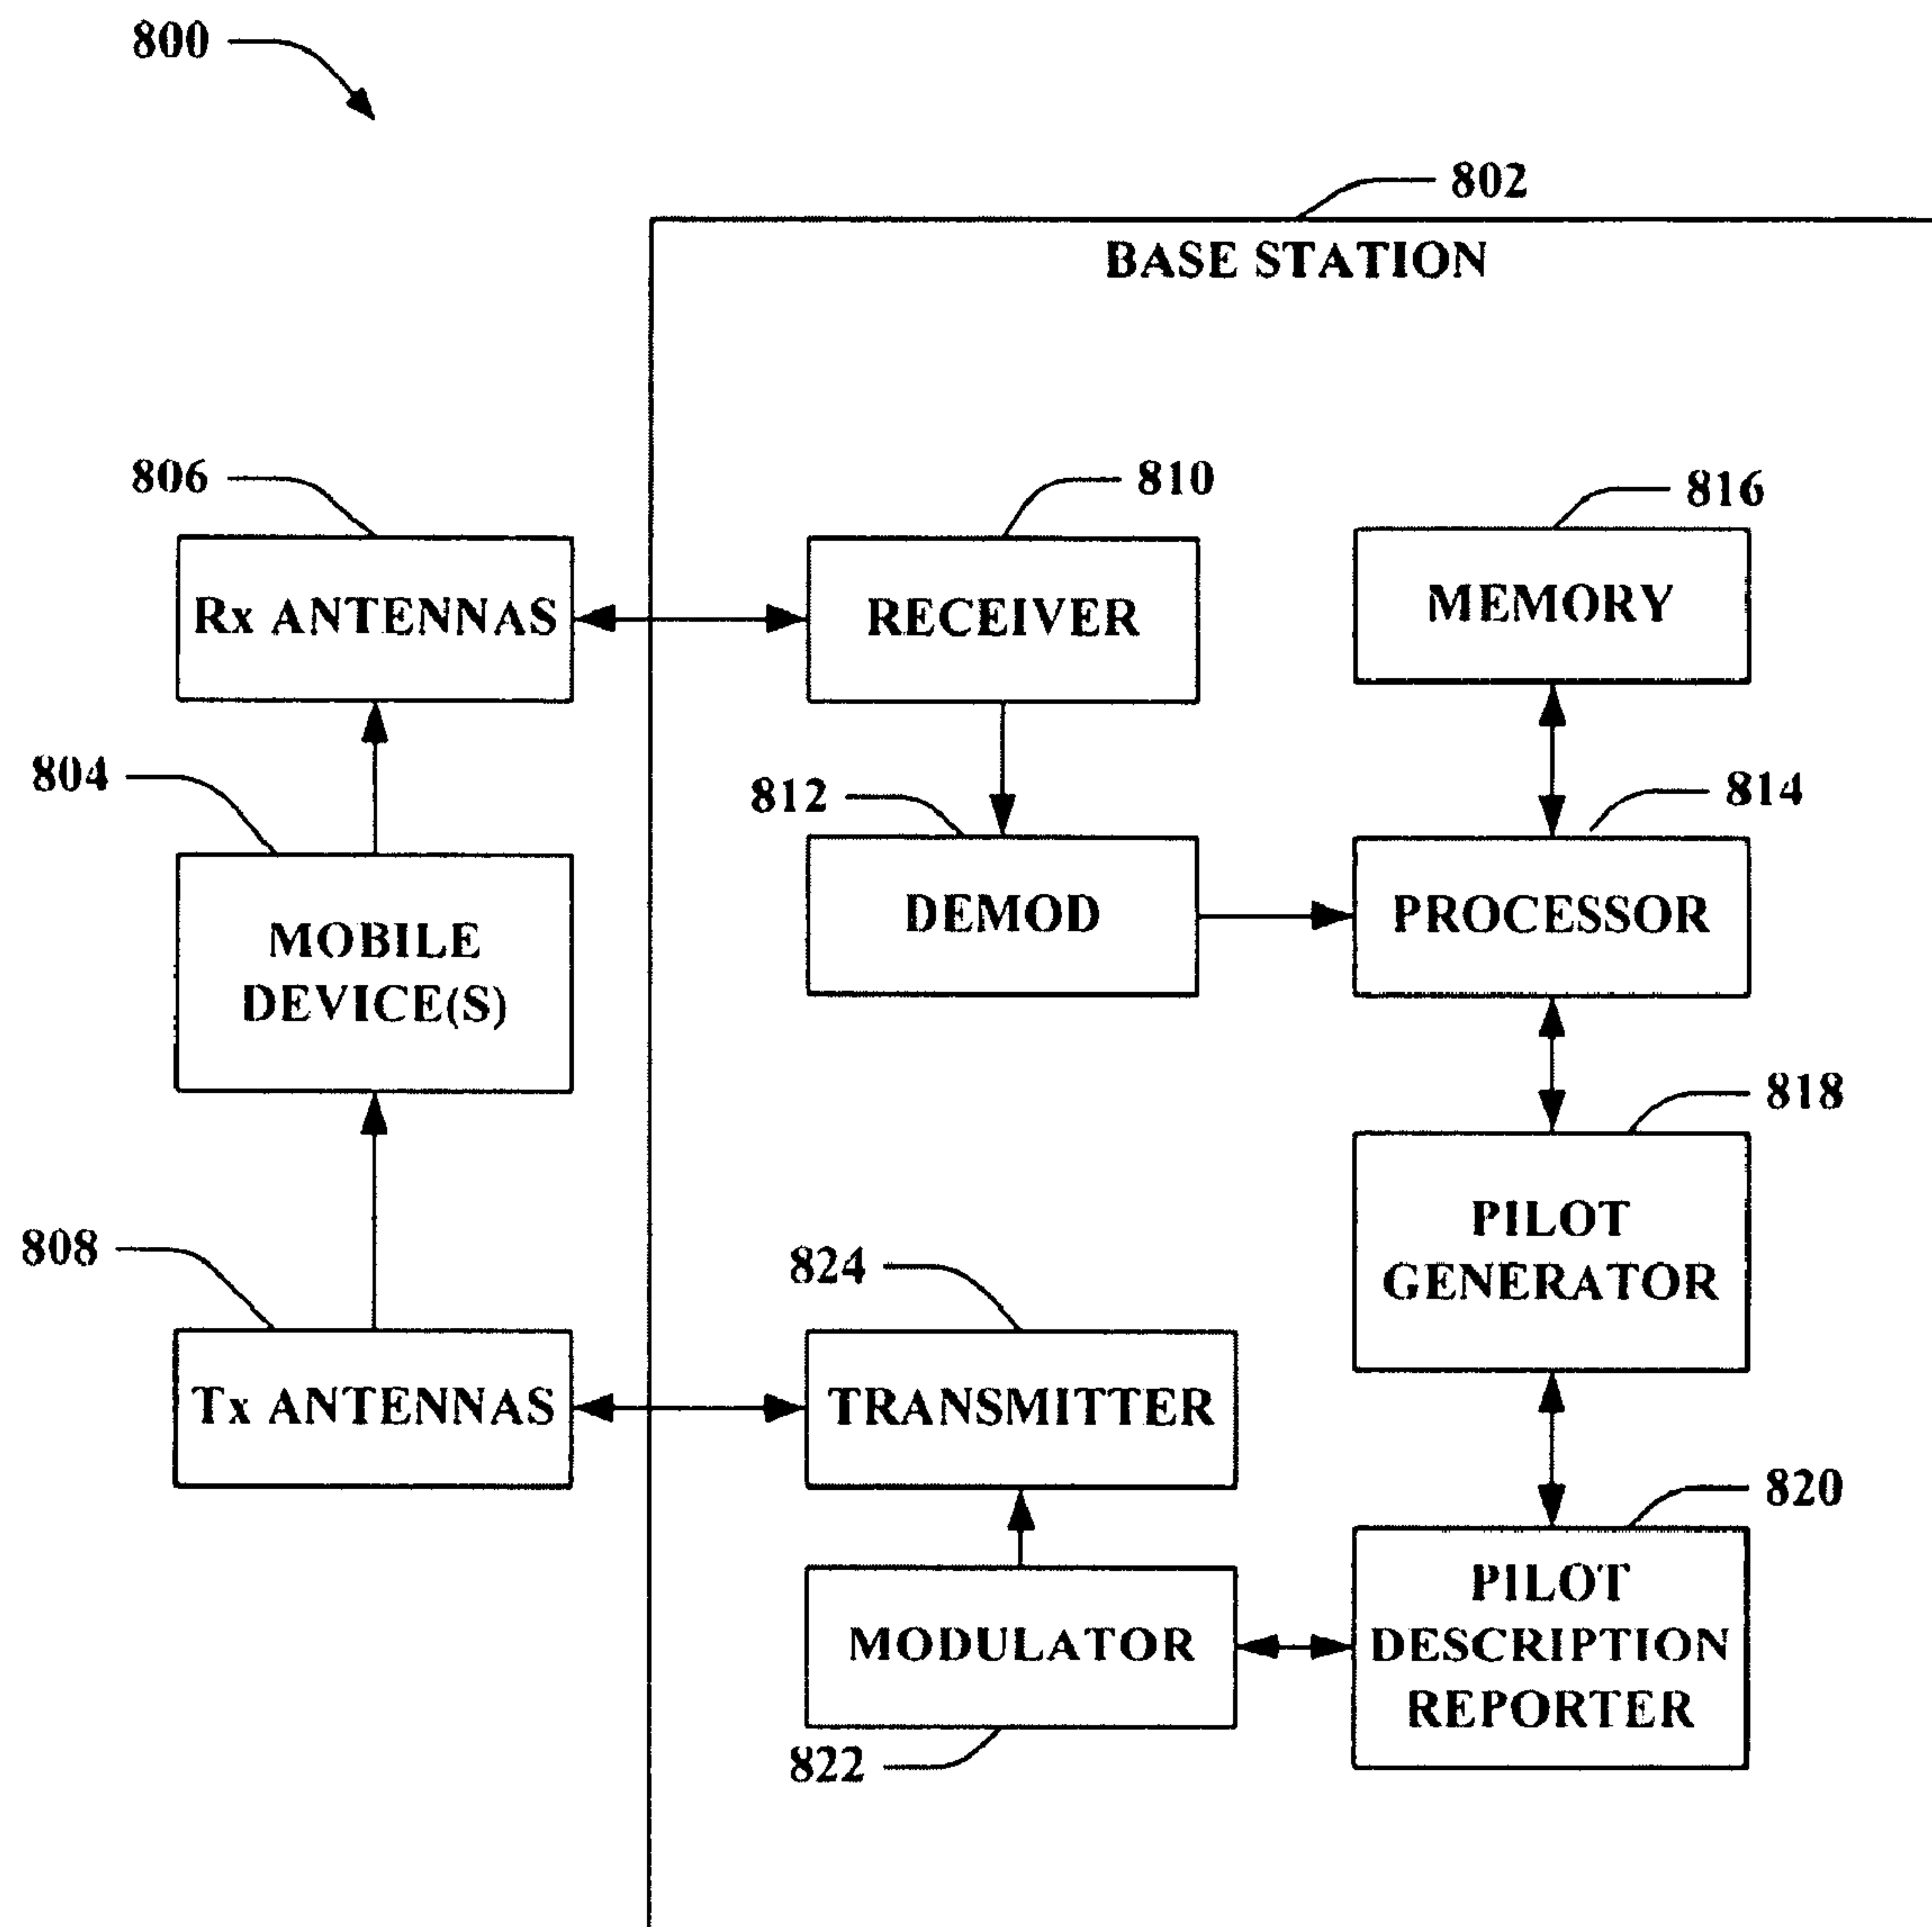 800
802
BASE STATION
806
810
816
Rx ANTENNAS
RECEIVER
MEMORY
804
812
814
MOBILE
DEVICE(S)
DEMOD
PROCESSOR
818
808
824
PILOT
GENERATOR
Tx ANTENNAS
TRANSMITTER
820
MODULATOR
822
PILOT
DESCRIPTION
REPORTER